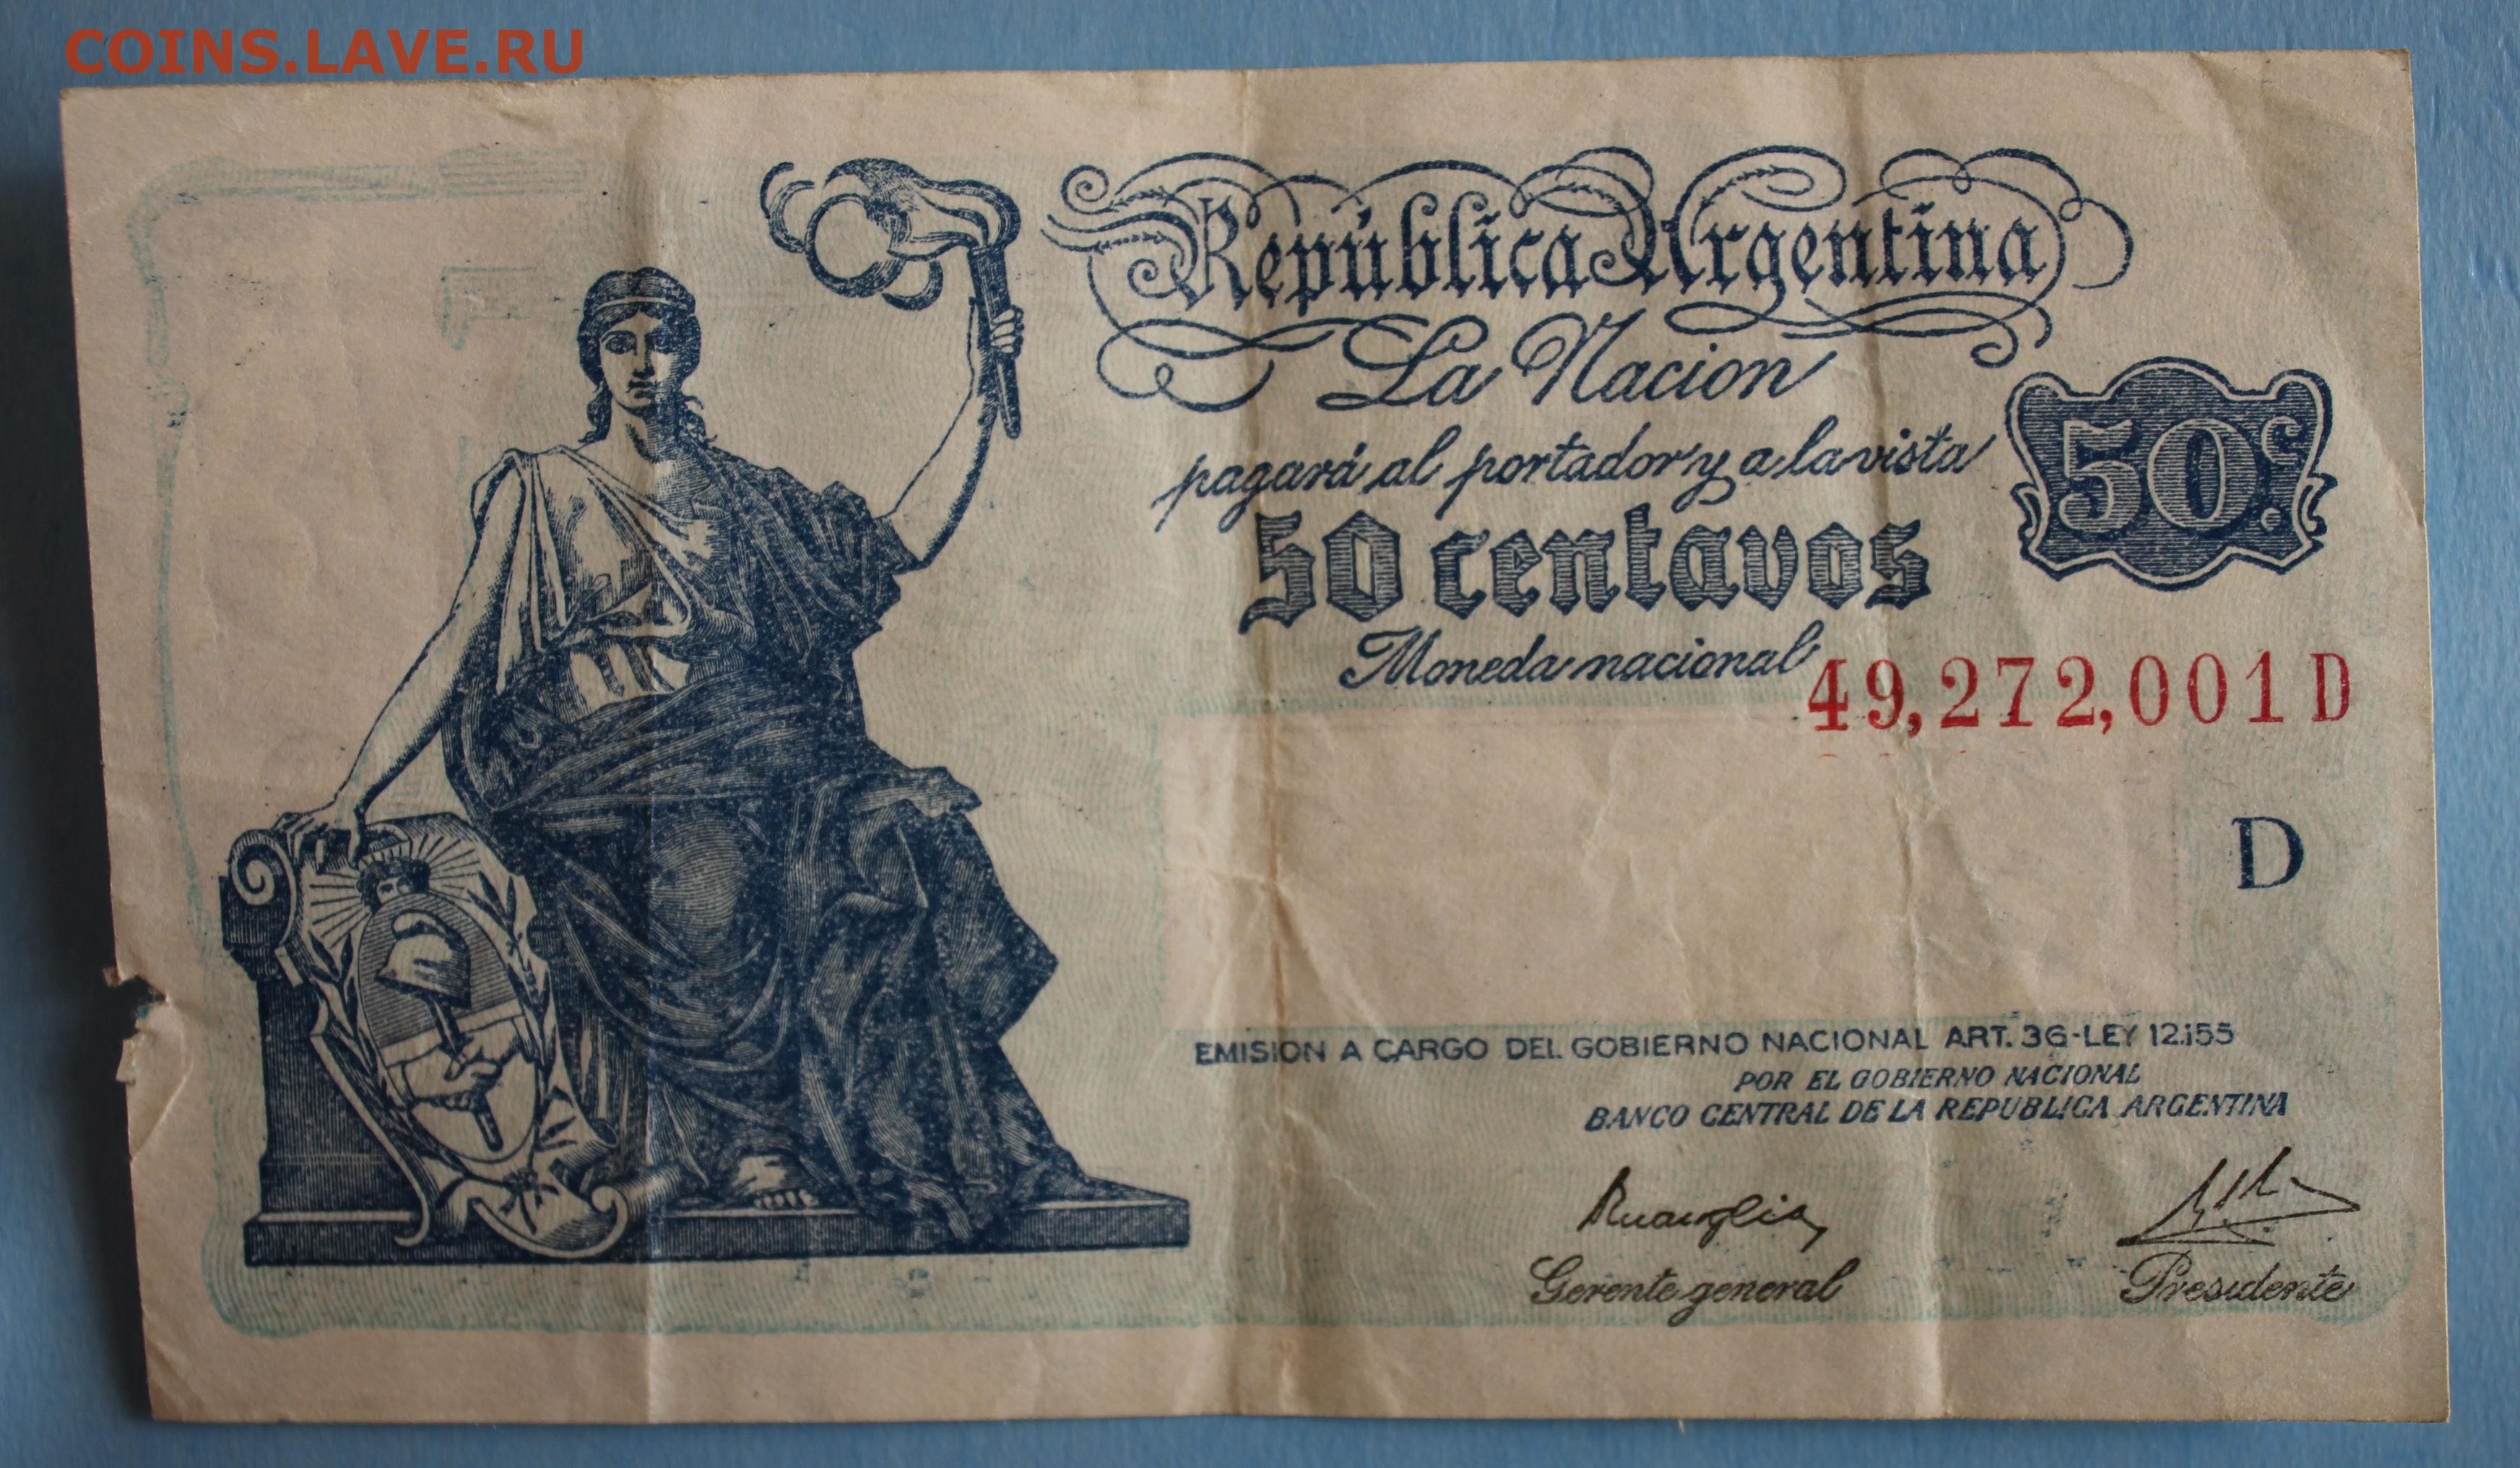 COINS.LAVE.RU
República Argentina
La Nacion
pagará al portador y a la vista
50 centavos
50 c.
Moneda nacional
49,272,001 D
D
EMISION A CARGO DEL GOBIERNO NACIONAL ART. 36-LEY 12.155
POR EL GOBIERNO NACIONAL
BANCO CENTRAL DE LA REPUBLICA ARGENTINA
Gerente general
Presidente